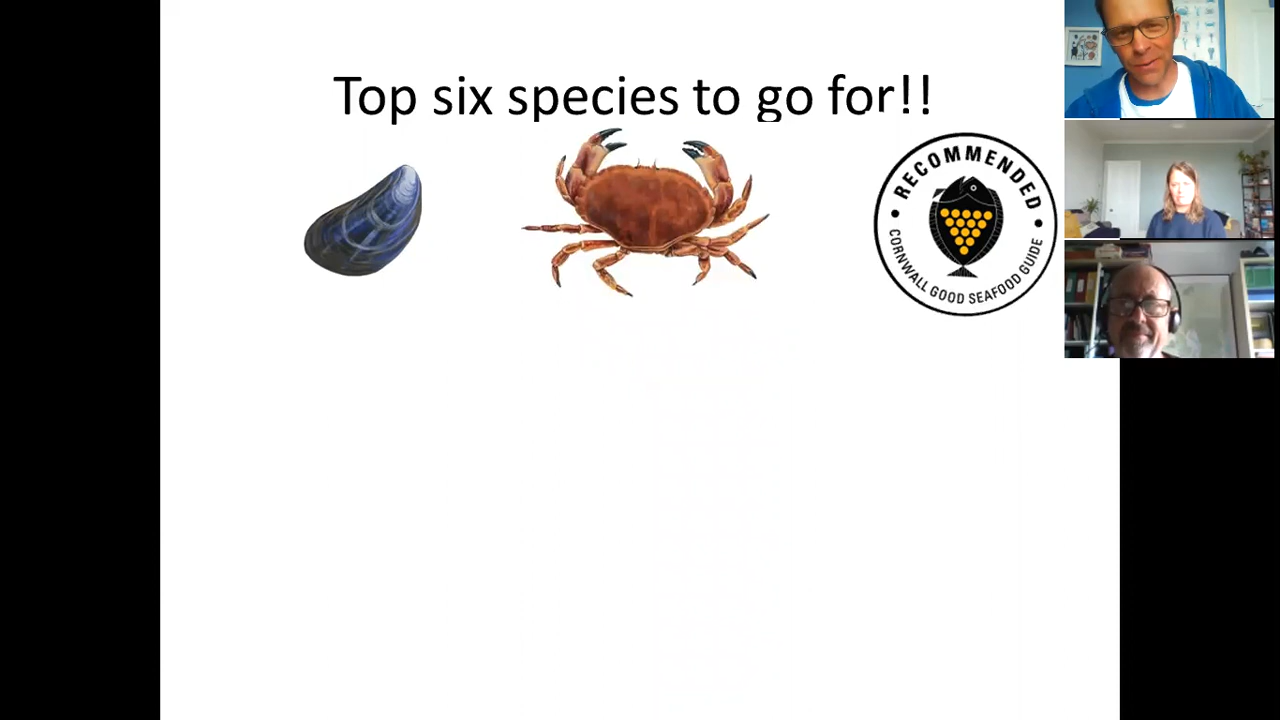 Top six species to go for!!
RECOMMENDED
CORNWALL GOOD SEAFOOD GUIDE